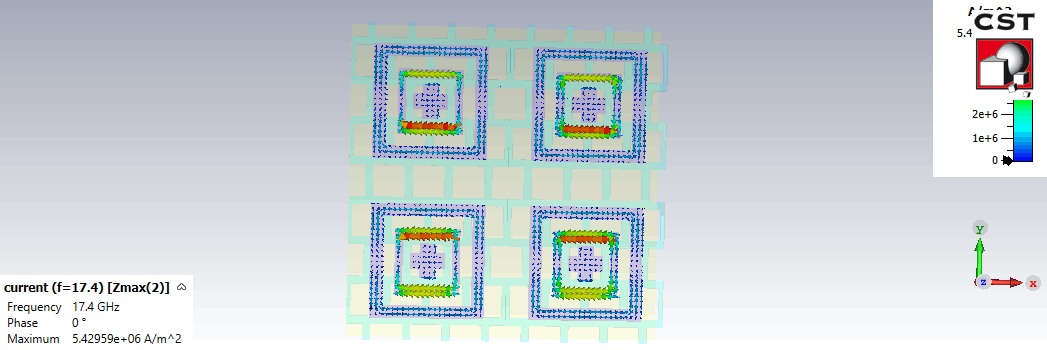 5.4
CST
2e+6
1e+6
0
y
z
x
current (f=17.4) [Zmax(2)]
Frequency 17.4 GHz
Phase 0 °
Maximum 5.42959e+06 A/m^2